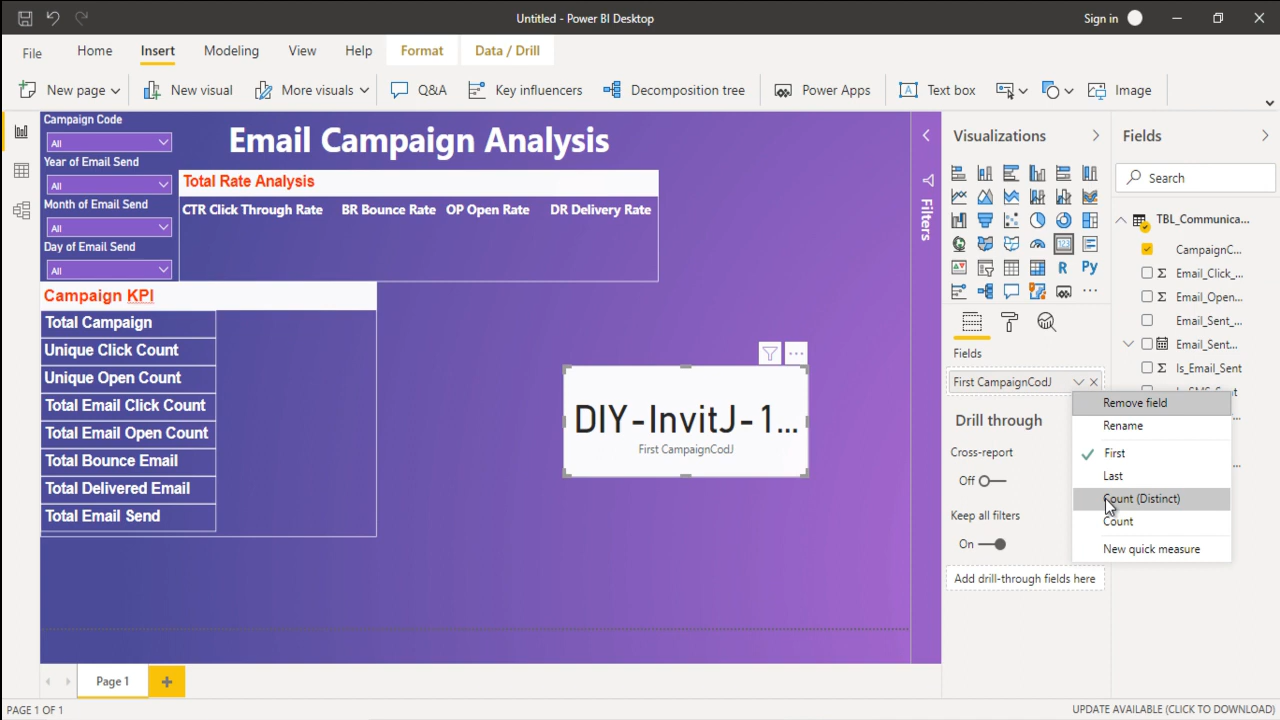 Untitled - Power BI Desktop
Sign in
File
Home
Insert
Modeling
View
Help
Format
Data / Drill
New page
New visual
More visuals
Q&A
Key influencers
Decomposition tree
Power Apps
Text box
Image
Campaign Code
All
Year of Email Send
All
Month of Email Send
All
Day of Email Send
All
Email Campaign Analysis
Total Rate Analysis
CTR Click Through Rate BR Bounce Rate OP Open Rate DR Delivery Rate
Campaign KPI
Total Campaign
Unique Click Count
Unique Open Count
Total Email Click Count
Total Email Open Count
Total Bounce Email
Total Delivered Email
Total Email Send
DIY-InvitJ-1...
First CampaignCodJ
Filters
Visualizations
R
Py
Fields
First CampaignCodJ
Drill through
Cross-report
Off
Keep all filters
On
Add drill-through fields here
Remove field
Rename
First
Last
Count (Distinct)
Count
New quick measure
Fields
Search
TBL_Communica...
CampaignC...
Email_Click_...
Email_Open...
Email_Sent_...
Email_Sent...
Is_Email_Sent
Page 1
PAGE 1 OF 1
UPDATE AVAILABLE (CLICK TO DOWNLOAD)